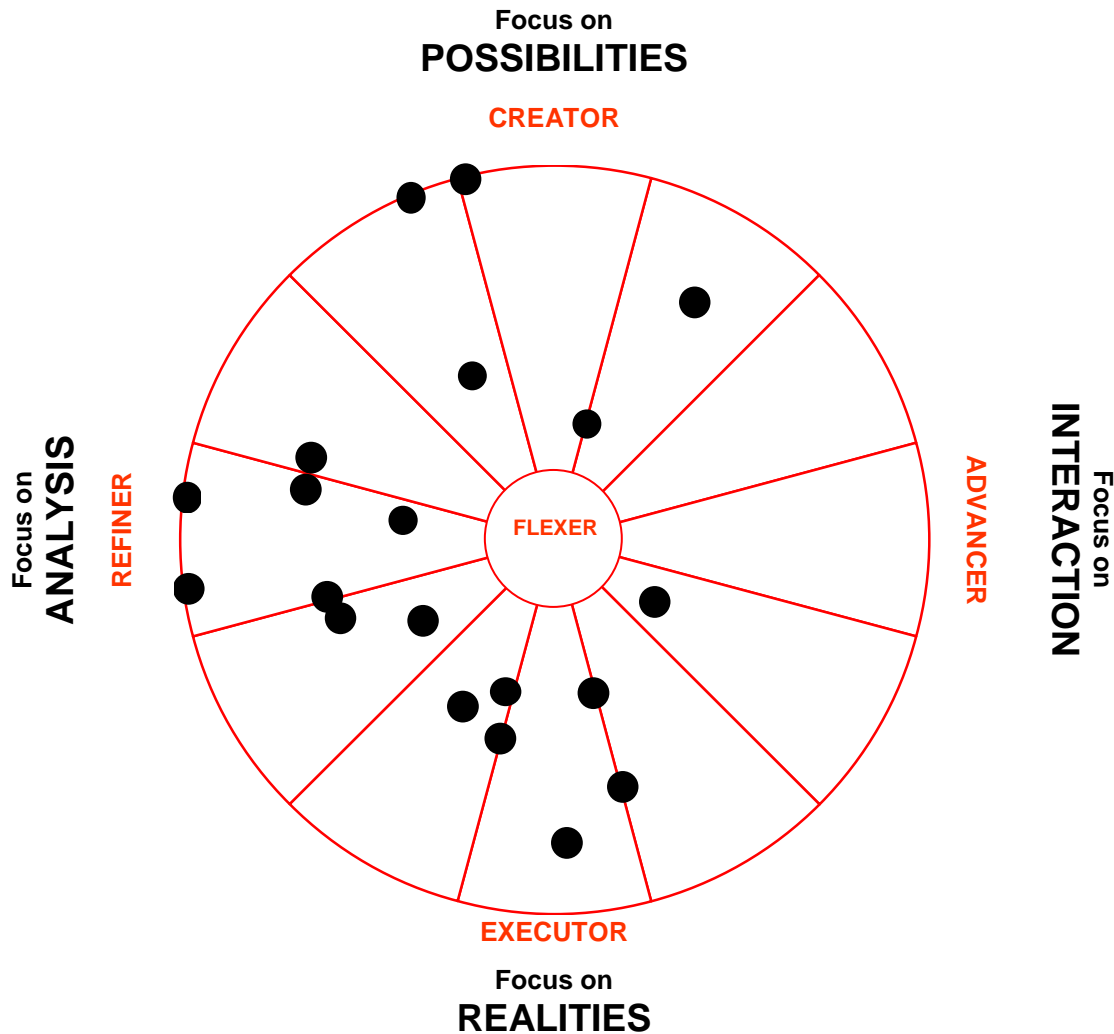 Focus on
POSSIBILITIES
CREATOR
Focus on
ANALYSIS
REFINER
FLEXER
ADVANCER
Focus on
INTERACTION
EXECUTOR
Focus on
REALITIES